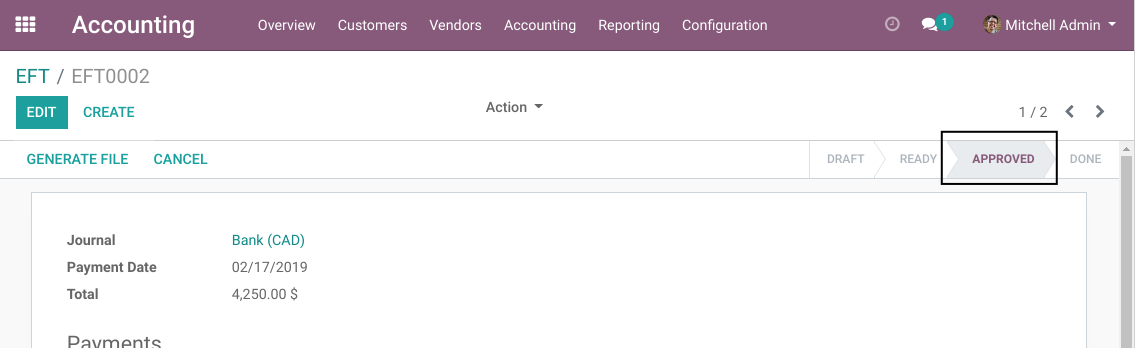 Accounting Overview Customers Vendors Accounting Reporting Configuration 1 Mitchell Admin
EFT / EFT0002
EDIT CREATE Action 1 / 2
GENERATE FILE CANCEL DRAFT READY APPROVED DONE
Journal Bank (CAD)
Payment Date 02/17/2019
Total 4,250.00 $
Payments